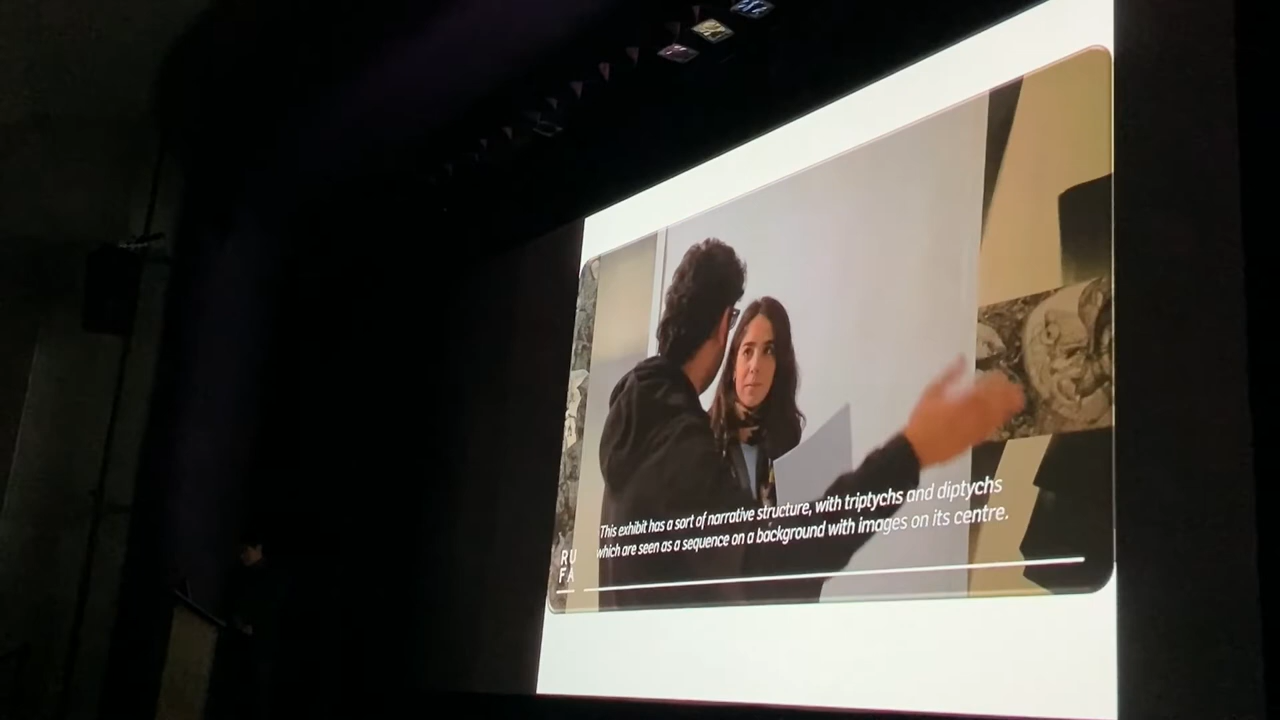 This exhibit has a sort of narrative structure, with triptychs and diptychs
which are seen as a sequence on a background with images on its centre.
RU
FA